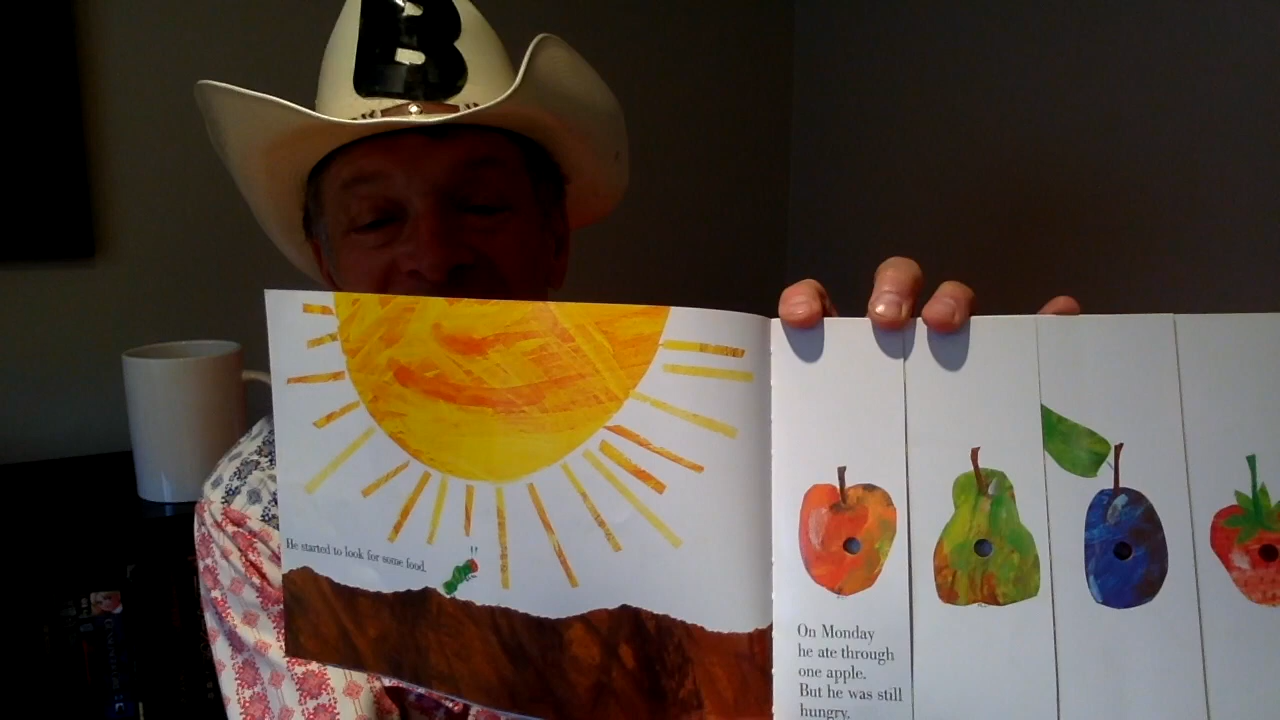 B
He started to look for some food.
On Monday
he ate through
one apple.
But he was still
hungry.